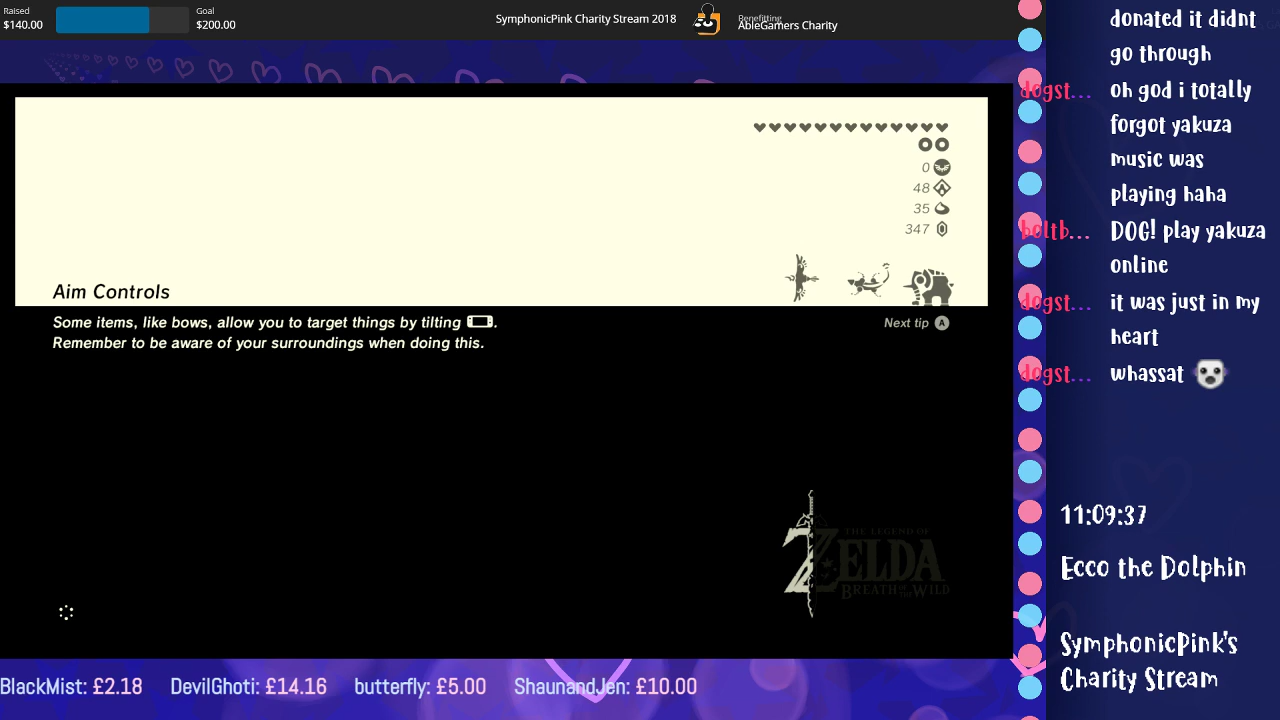 Raised
$140.00
Goal
$200.00
SymphonicPink Charity Stream 2018
Benefitting
AbleGamers Charity
donated it didnt
go through
dogst... oh god i totally
forgot yakuza
music was
playing haha
boltb... DOG! play yakuza
online
dogst... it was just in my
heart
dogst... whassat
0
48
35
347
Aim Controls
Some items, like bows, allow you to target things by tilting .
Remember to be aware of your surroundings when doing this.
Next tip A
THE LEGEND OF
ZELDA
BREATH OF THE WILD
11:09:37
Ecco the Dolphin
SymphonicPink's
Charity Stream
BlackMist: £2.18 DevilGhoti: £14.16 butterfly: £5.00 ShaunandJen: £10.00